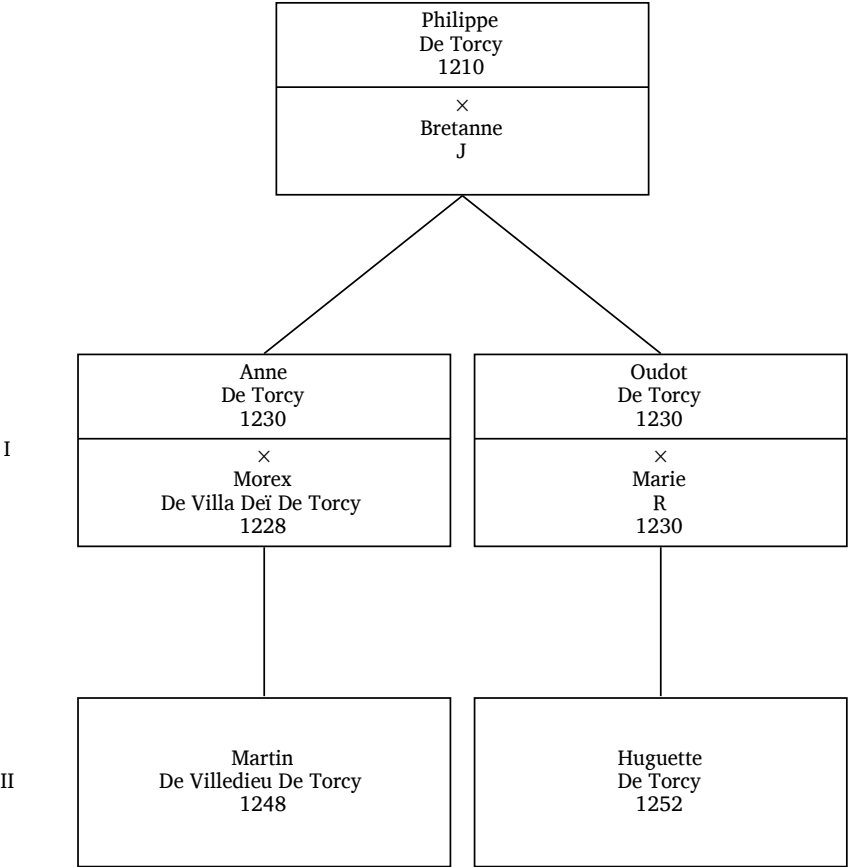 Philippe
De Torcy
1210
×
Bretanne
J
I
Anne
De Torcy
1230
×
Morex
De Villa Deï De Torcy
1228
Oudot
De Torcy
1230
×
Marie
R
1230
II
Martin
De Villedieu De Torcy
1248
Huguette
De Torcy
1252